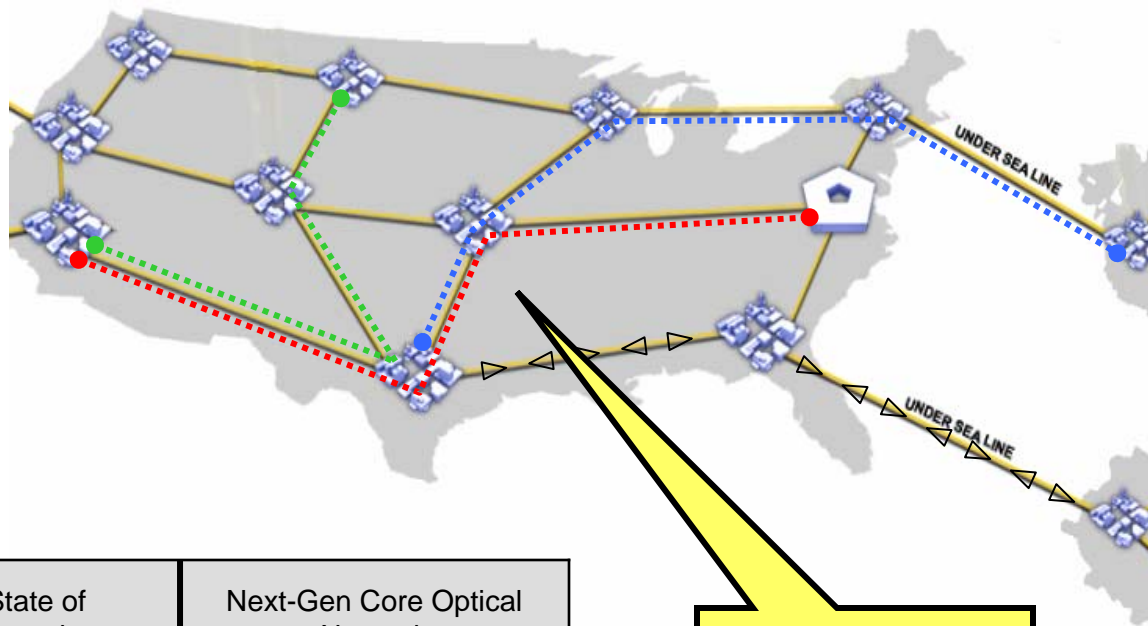 UNDER SEA LINE
UNDER SEA LINE
State of
Next-Gen Core Optical